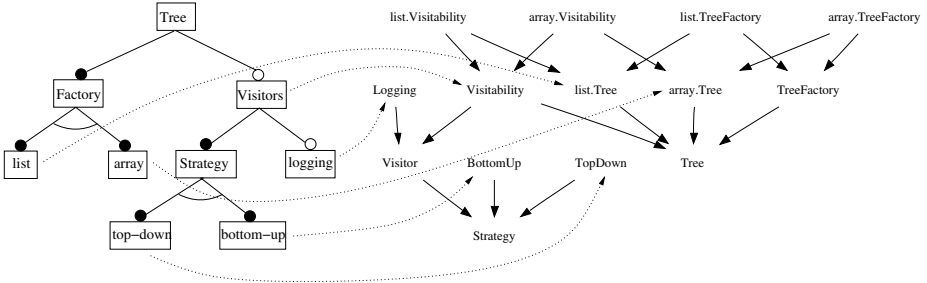 Tree
list.Visitability array.Visitability list.TreeFactory array.TreeFactory
Factory Visitors Logging Visitability list.Tree array.Tree TreeFactory
list array Strategy logging Visitor BottomUp TopDown Tree
top−down bottom−up Strategy